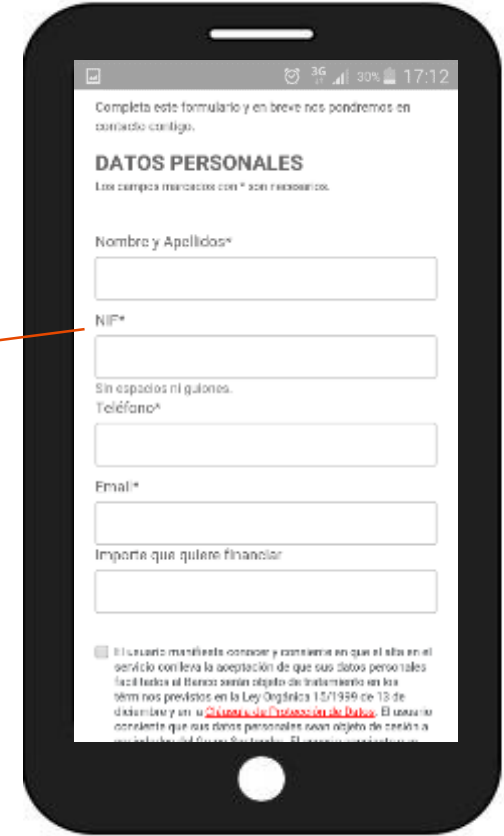 3G 30% 17:12
Completa este formulario y en breve nos pondremos en
contacto contigo.
DATOS PERSONALES
Los campos marcados con * son necesarios.
Nombre y Apellidos*
NIF*
Sin espacios ni guiones.
Teléfono*
Email*
Importe que quiere financiar
El usuario manifiesta conocer y consiente en que el alta en el
servicio conlleva la aceptación de que sus datos personales
facilitados al Banco serán objeto de tratamiento en los
términos previstos en la Ley Orgánica 15/1999 de 13 de
diciembre y en la Cláusula de Protección de Datos. El usuario
consiente que sus datos personales sean objeto de cesión a